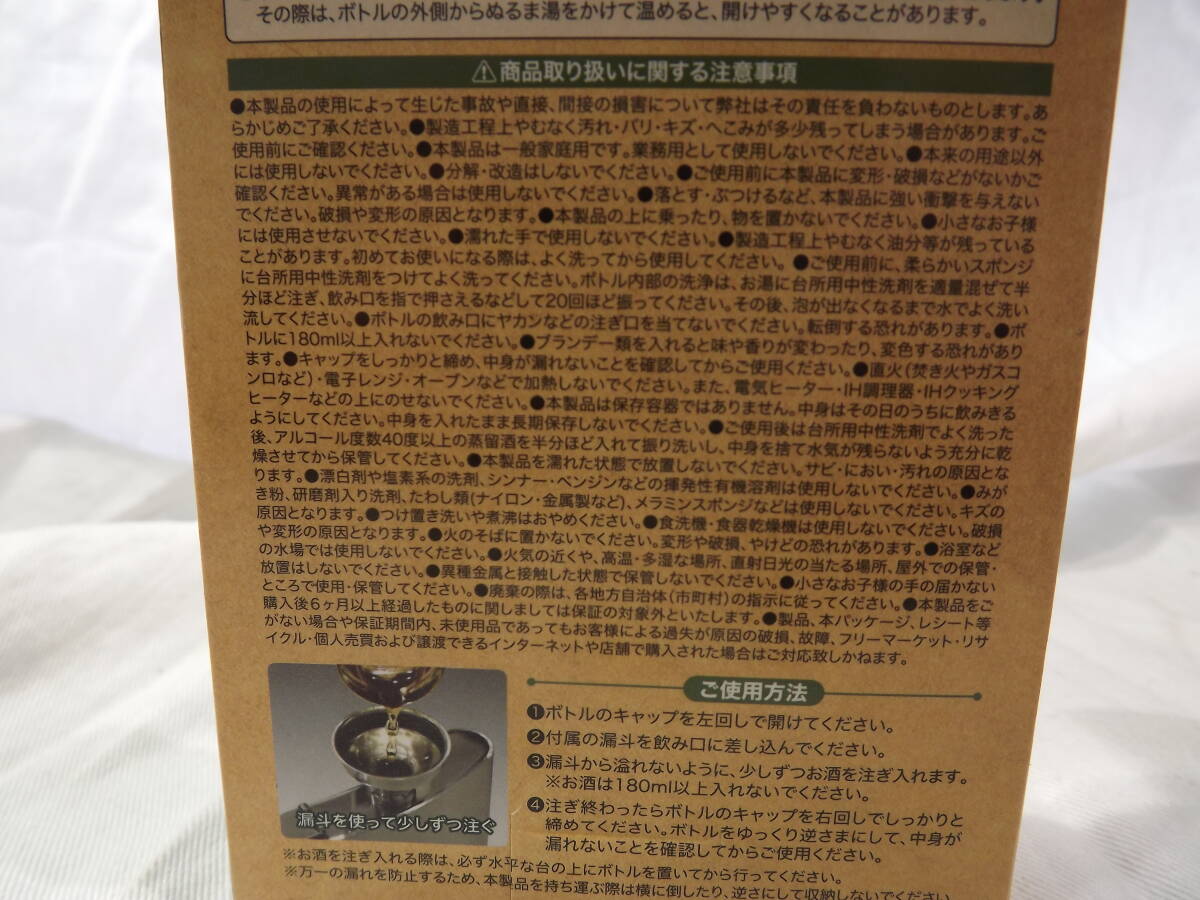 その際は、ボトルの外側からぬるま湯をかけて温めると、開けやすくなることがあります。
⚠商品取り扱いに関する注意事項
●本製品の使用によって生じた事故や直接、間接の損害について弊社はその責任を負わないものとします。あ
らかじめご了承ください。●製造工程上やむなく汚れ・バリ・キズ・へこみが多少残ってしまう場合があります。ご
使用前にご確認ください。●本製品は一般家庭用です。業務用として使用しないでください。●本来の用途以外
には使用しないでください。●分解・改造はしないでください。●ご使用前に本製品に変形・破損などがないかご
確認ください。異常がある場合は使用しないでください。●落とす・ぶつけるなど、本製品に強い衝撃を与えない
でください。破損や変形の原因となります。●本製品の上に乗ったり、物を置かないでください。●小さなお子様
には使用させないでください。●濡れた手で使用しないでください。●製造工程上やむなく油分等が残っている
ことがあります。初めてお使いになる際は、よく洗ってから使用してください。●ご使用前に、柔らかいスポンジ
に台所用中性洗剤をつけてよく洗ってください。ボトル内部の洗浄は、お湯に台所用中性洗剤を適量混ぜて半
分ほど注ぎ、飲み口を指で押さえるなどして20回ほど振ってください。その後、泡が出なくなるまで水でよく洗い
流してください。●ボトルの飲み口にヤカンなどの注ぎ口を当てないでください。転倒する恐れがあります。●ボ
トルに180ml以上入れないでください。●ブランデー類を入れると味や香りが変わったり、変色する恐れがあり
ます。●キャップをしっかりと締め、中身が漏れないことを確認してからご使用ください。●直火(焚き火やガスコ
ンロなど)・電子レンジ・オーブンなどで加熱しないでください。また、電気ヒーター・IH調理器・IHクッキング
ヒーターなどの上にのせないでください。●本製品は保存容器ではありません。中身はその日のうちに飲みきる
ようにしてください。中身を入れたまま長期保存しないでください。●ご使用後は台所用中性洗剤でよく洗った
後、アルコール度数40度以上の蒸留酒を半分ほど入れて振り洗いし、中身を捨て水気が残らないよう充分に乾
燥させてから保管してください。●本製品を濡れた状態で放置しないでください。サビ・におい・汚れの原因とな
ります。●漂白剤や塩素系の洗剤、シンナー・ベンジンなどの揮発性有機溶剤は使用しないでください。●みが
き粉、研磨剤入り洗剤、たわし類(ナイロン・金属製など)、メラミンスポンジなどは使用しないでください。キズの
原因となります。●つけ置き洗いや煮沸はおやめください。●食洗機・食器乾燥機は使用しないでください。破損
や変形の原因となります。●火のそばに置かないでください。変形や破損、やけどの恐れがあります。●浴室など
の水場では使用しないでください。●火気の近くや、高温・多湿な場所、直射日光の当たる場所、屋外での保管・
放置はしないでください。●異種金属と接触した状態で保管しないでください。●小さなお子様の手の届かない
ところで使用・保管してください。●廃棄の際は、各地方自治体(市町村)の指示に従ってください。●本製品をご
購入後6ヶ月以上経過したものに関しましては保証の対象外といたします。●製品、本パッケージ、レシート等
がない場合や保証期間内、未使用品であってもお客様による過失が原因の破損、故障、フリーマーケット・リサ
イクル・個人売買および譲渡できるインターネットや店舗で購入された場合はご対応致しかねます。
漏斗を使って少しずつ注ぐ
ご使用方法
❶ボトルのキャップを左回しで開けてください。
❷付属の漏斗を飲み口に差し込んでください。
❸漏斗から溢れないように、少しずつお酒を注ぎ入れます。
※お酒は180ml以上入れないでください。
❹注ぎ終わったらボトルのキャップを右回しでしっかりと
締めてください。ボトルをゆっくり逆さまにして、中身が
漏れないことを確認してからご使用ください。
※お酒を注ぎ入れる際は、必ず水平な台の上にボトルを置いてから行ってください。
※万一の漏れを防止するため、本製品を持ち運ぶ際は横に倒したり、逆さにして収納しないでください